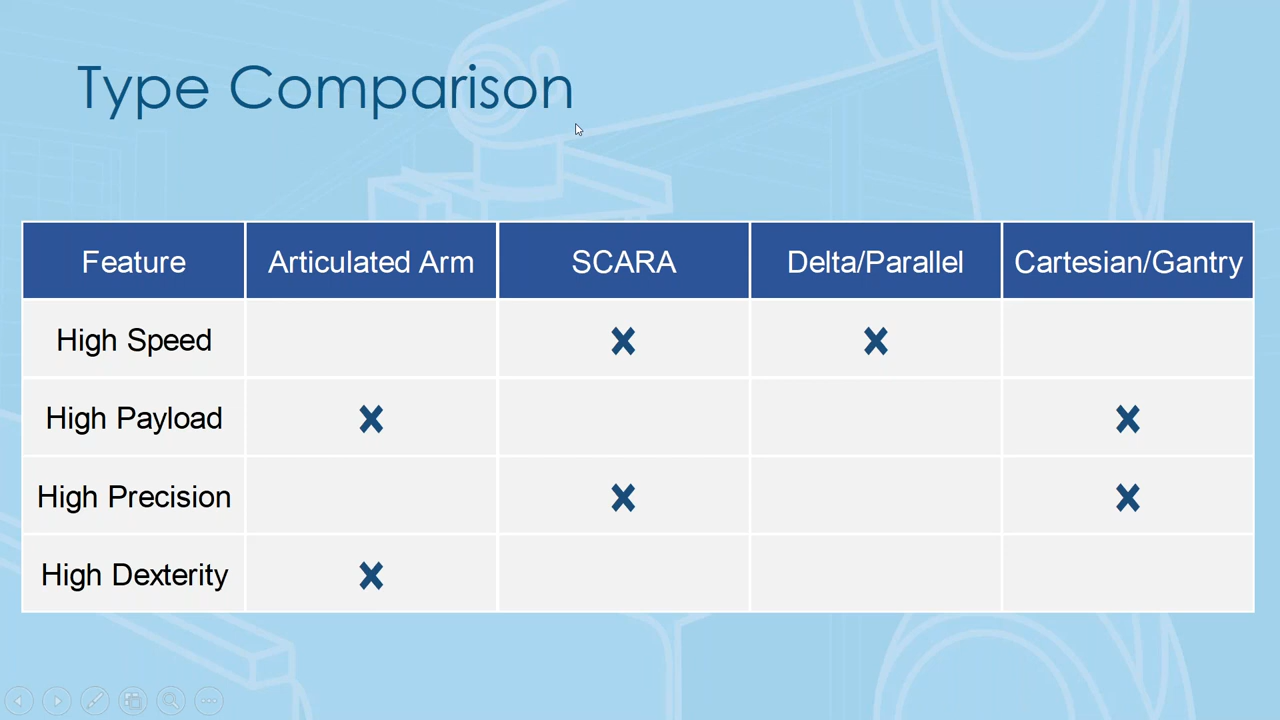 Type Comparison
Feature Articulated Arm SCARA Delta/Parallel Cartesian/Gantry
High Speed X X
High Payload X X
High Precision X X
High Dexterity X